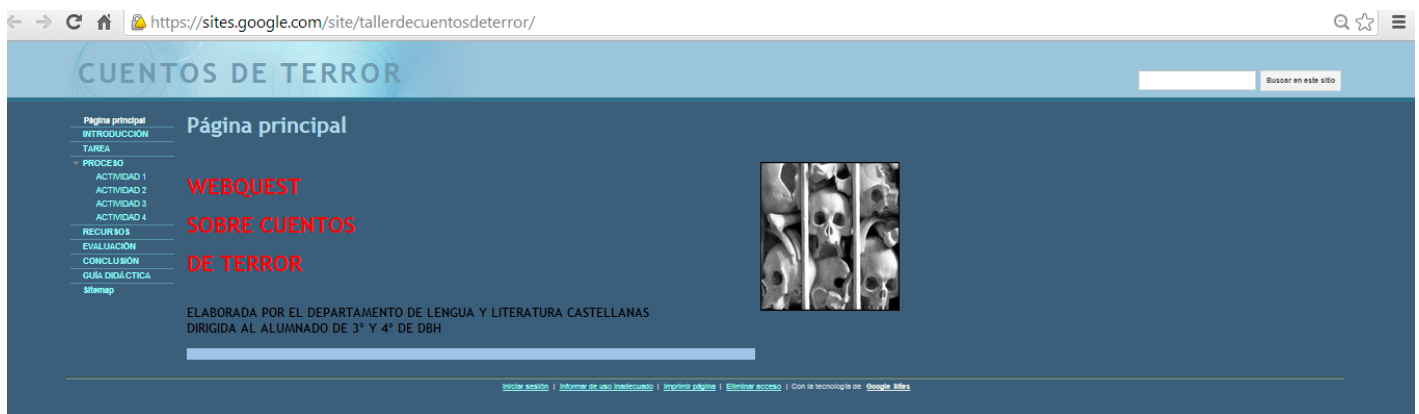 https://sites.google.com/site/tallerdecuentosdeterror/
CUENTOS DE TERROR
Buscar en este sitio
Página principal
INTRODUCCIÓN
TAREA
PROCESO
ACTIVIDAD 1
ACTIVIDAD 2
ACTIVIDAD 3
ACTIVIDAD 4
RECURSOS
EVALUACIÓN
CONCLUSIÓN
GUÍA DIDÁCTICA
Sitemap
Página principal
WEBQUEST
SOBRE CUENTOS
DE TERROR
ELABORADA POR EL DEPARTAMENTO DE LENGUA Y LITERATURA CASTELLANAS
DIRIGIDA AL ALUMNADO DE 3º Y 4º DE DBH
Iniciar sesión | Informar de uso inadecuado | Imprimir página | Eliminar acceso | Con la tecnología de Google Sites